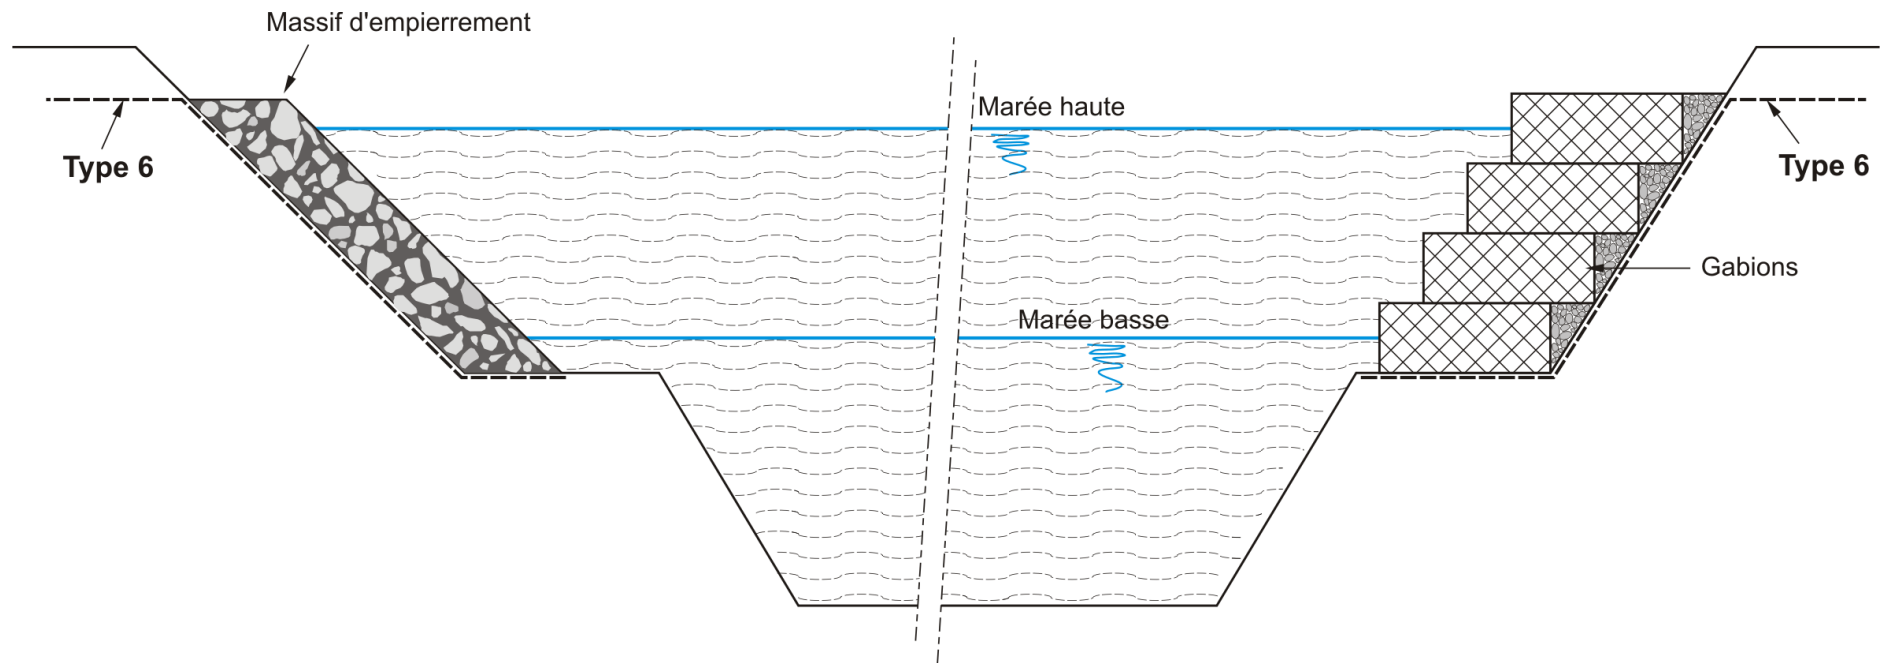 Massif d'empierrement
Marée haute
Type 6
Type 6
Gabions
Marée basse